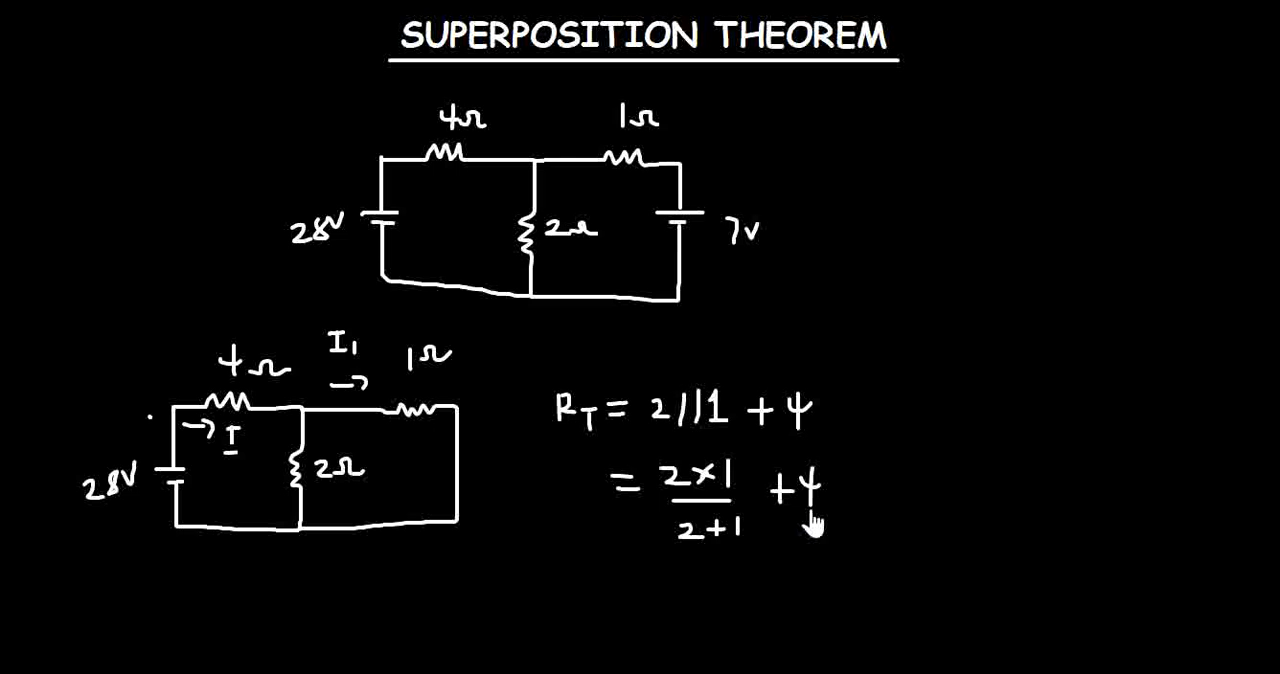 SUPERPOSITION THEOREM
4Ω 1Ω
28V 2Ω 7V
I₁
4Ω 1Ω
I
28V 2Ω
R_T = 2//1 + 4
= 2×1 / 2+1 + 4